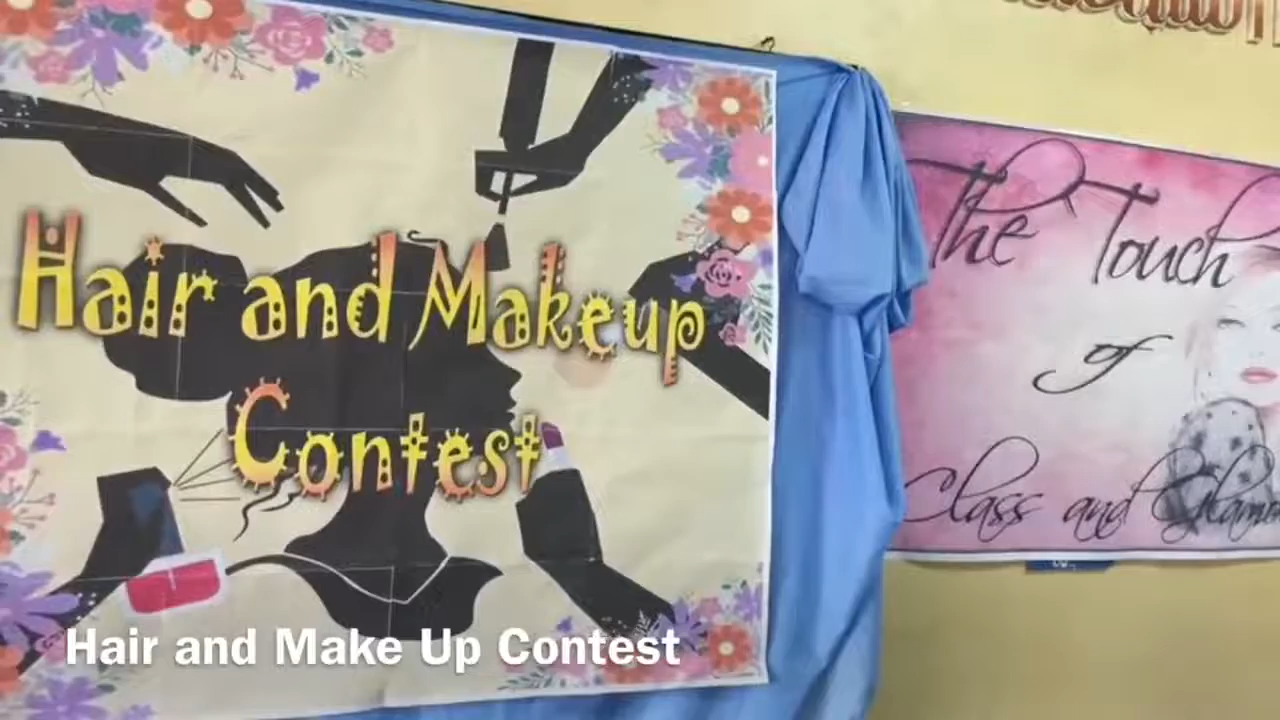 Hair and Makeup
Contest
The Touch
of
Class and
Hair and Make Up Contest